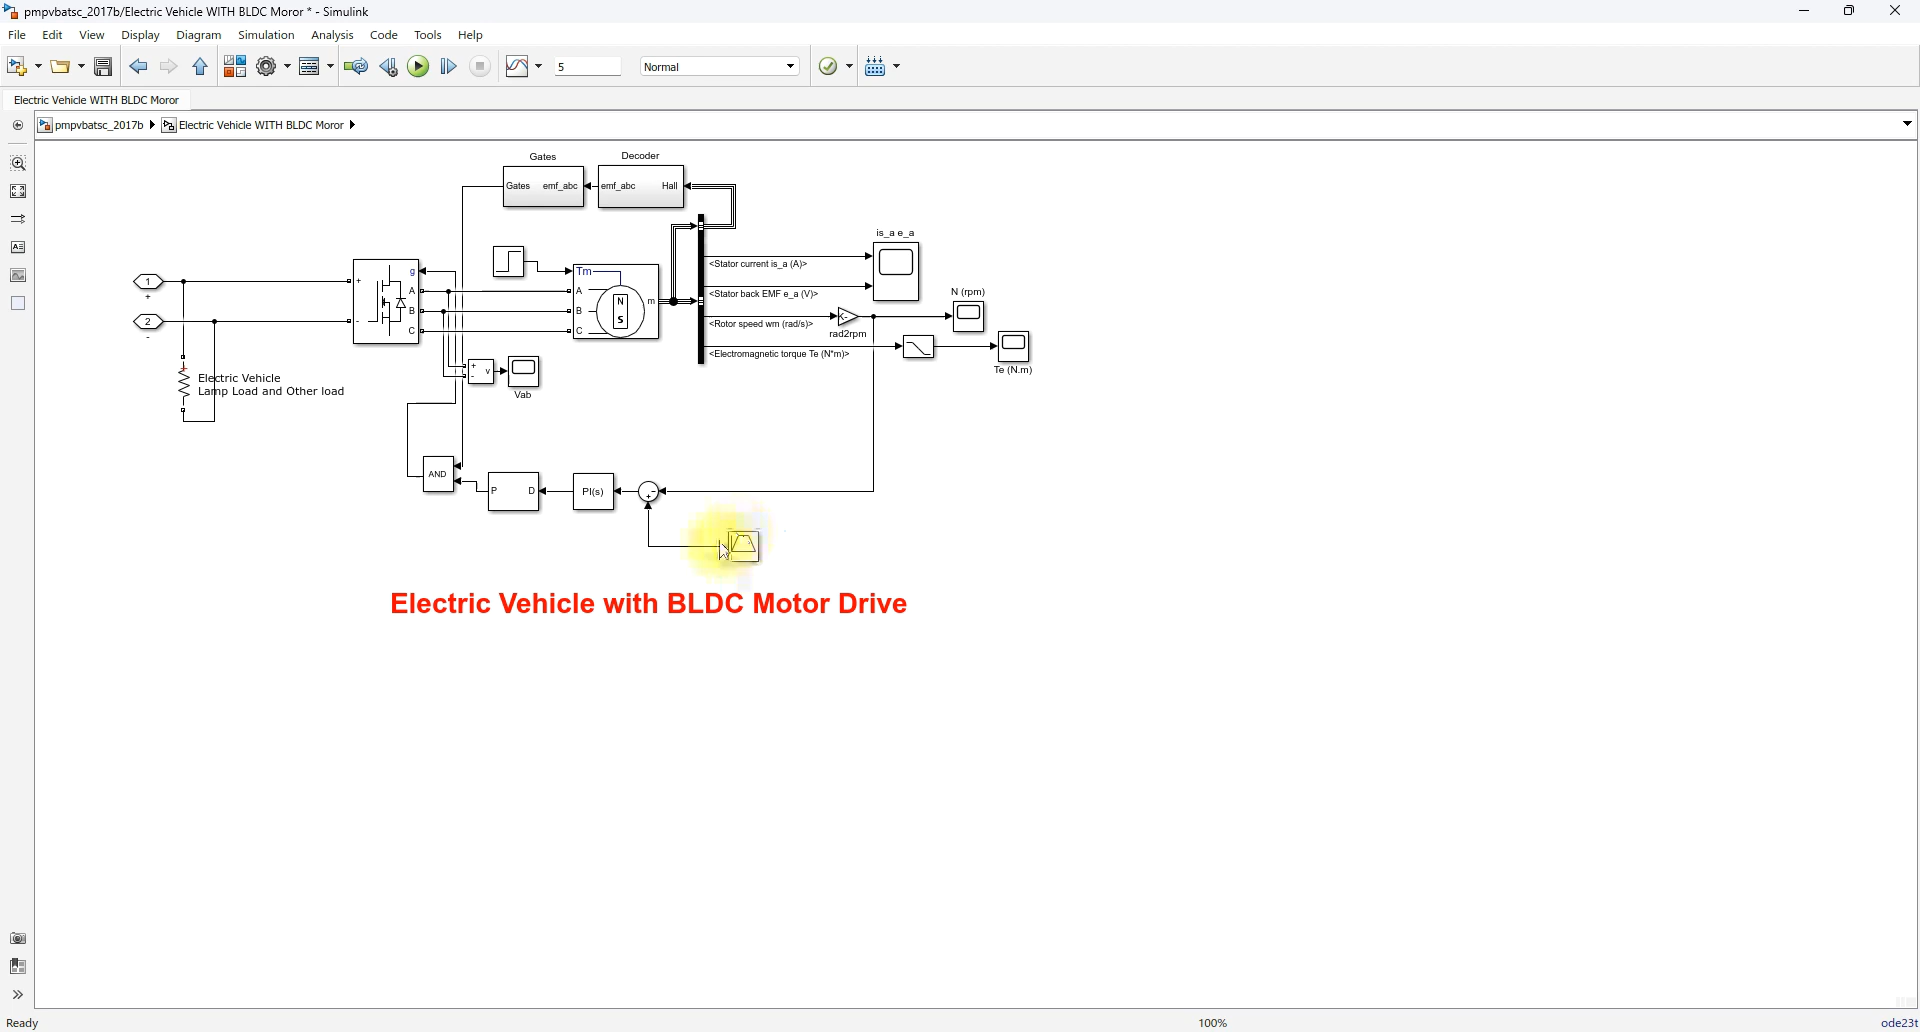 pmpvbatsc_2017b/Electric Vehicle WITH BLDC Moror * - Simulink
File Edit View Display Diagram Simulation Analysis Code Tools Help
5 Normal
Electric Vehicle WITH BLDC Moror
pmpvbatsc_2017b Electric Vehicle WITH BLDC Moror
Gates Decoder
Gates emf_abc emf_abc Hall
is_a e_a
<Stator current is_a (A)>
<Stator back EMF e_a (V)>
<Rotor speed wm (rad/s)>
<Electromagnetic torque Te (N*m)>
N (rpm)
K-
rad2rpm
Te (N.m)
1
+
2
-
+
-
g
A
B
C
Tm
A
B
C
N
S
m
+
-
v
Vab
Electric Vehicle
Lamp Load and Other load
AND
P D
PI(s)
-
+
Electric Vehicle with BLDC Motor Drive
Ready 100% ode23t